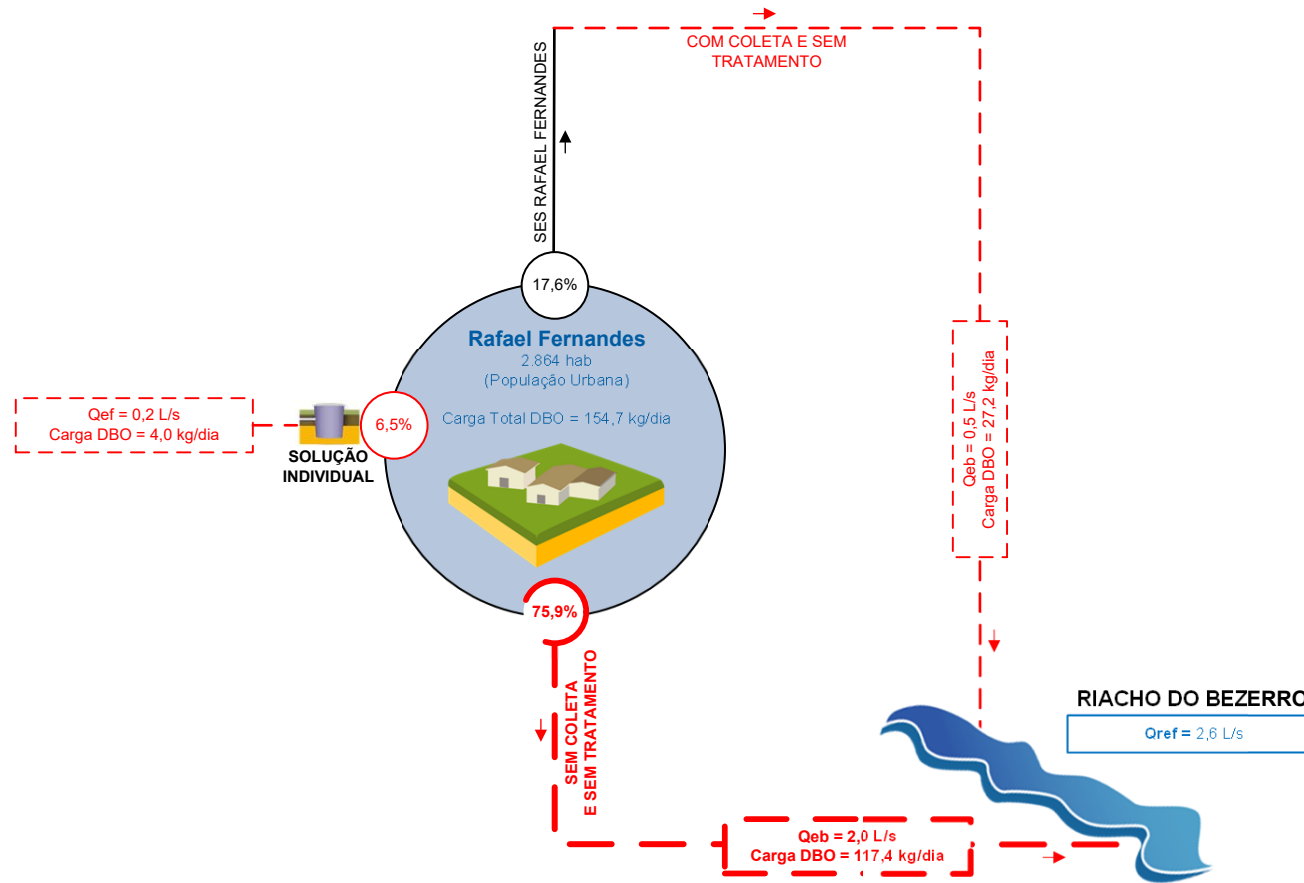 COM COLETA E SEM
TRATAMENTO
SES RAFAEL FERNANDES
17,6%
Rafael Fernandes
2.864 hab
(População Urbana)
Carga Total DBO = 154,7 kg/dia
Qef = 0,2 L/s
Carga DBO = 4,0 kg/dia
6,5%
SOLUÇÃO
INDIVIDUAL
Qeb = 0,5 L/s
Carga DBO = 27,2 kg/dia
75,9%
SEM COLETA
E SEM TRATAMENTO
RIACHO DO BEZERRO
Qref = 2,6 L/s
Qeb = 2,0 L/s
Carga DBO = 117,4 kg/dia